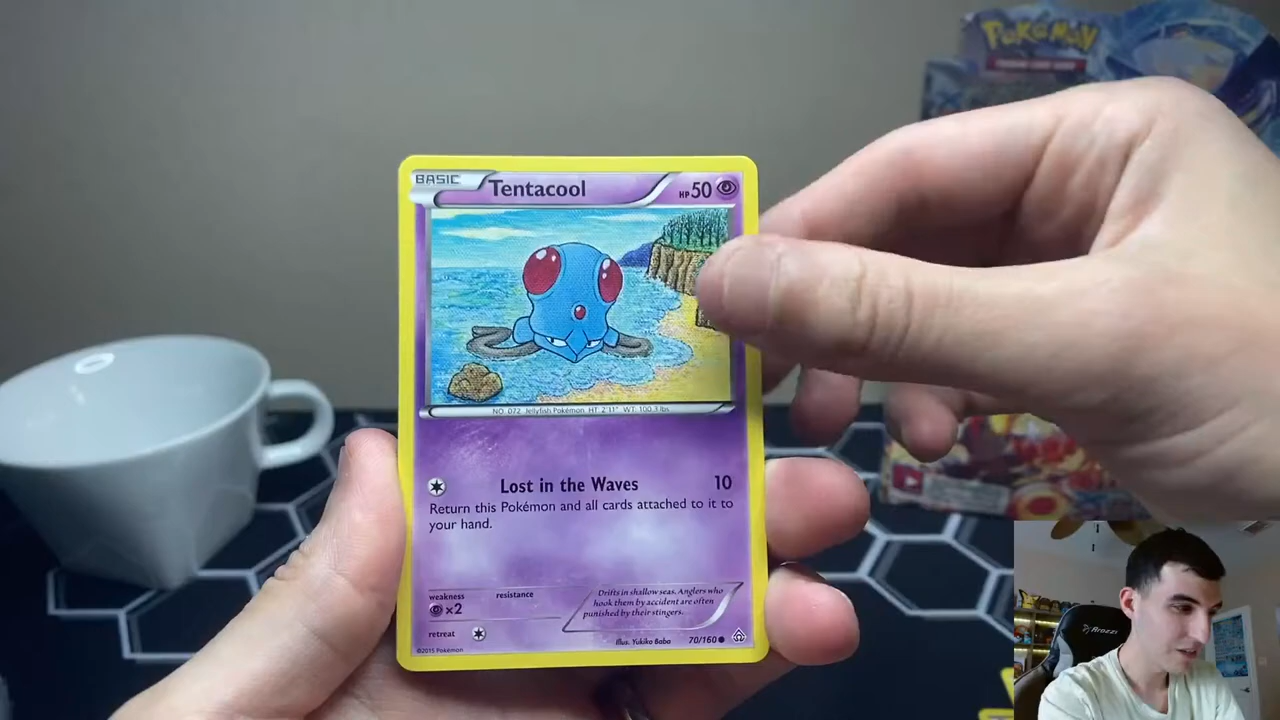 POKéMON
BASIC Tentacool HP50
NO. 072 Jellyfish Pokémon HT: 2'11" WT: 100.3 lbs
Lost in the Waves 10
Return this Pokémon and all cards attached to it to
your hand.
weakness
resistance
×2
retreat
Drifts in shallow seas. Anglers who
hook them by accident are often
punished by their stingers.
Illus. Yukiko Baba
70/160
©2015 Pokémon
Arozzi